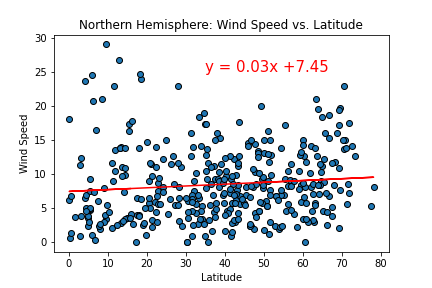 Northern Hemisphere: Wind Speed vs. Latitude
30
25
20
15
10
5
0
Wind Speed
y = 0.03x +7.45
0 10 20 30 40 50 60 70 80
Latitude